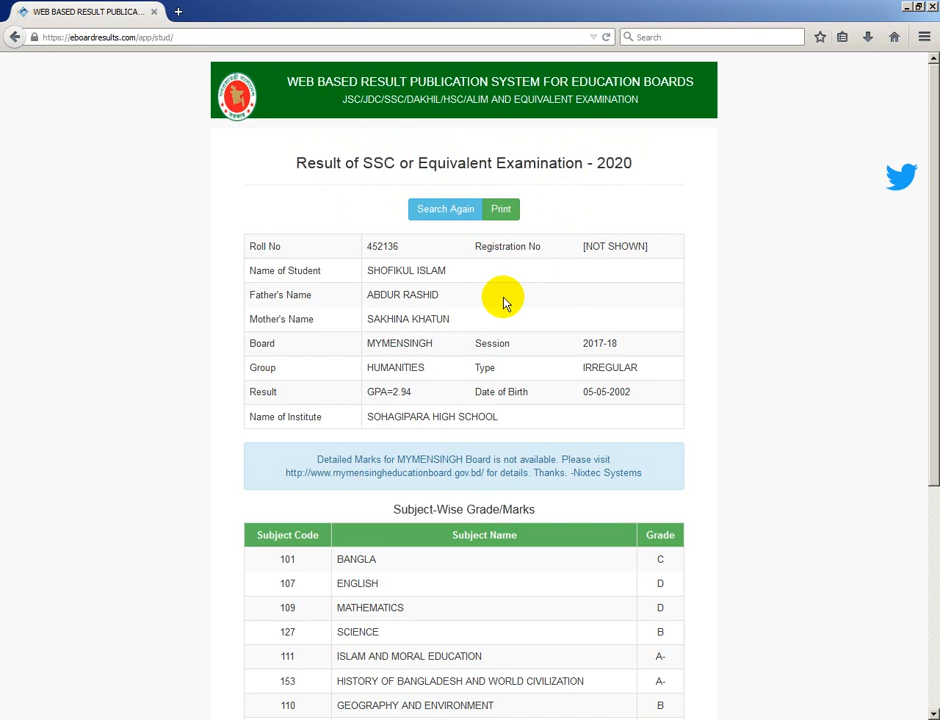 WEB BASED RESULT PUBLICA...
https://eboardresults.com/app/stud/
Search
WEB BASED RESULT PUBLICATION SYSTEM FOR EDUCATION BOARDS
JSC/JDC/SSC/DAKHIL/HSC/ALIM AND EQUIVALENT EXAMINATION
Result of SSC or Equivalent Examination - 2020
Search Again Print
Roll No 452136 Registration No [NOT SHOWN]
Name of Student SHOFIKUL ISLAM
Father's Name ABDUR RASHID
Mother's Name SAKHINA KHATUN
Board MYMENSINGH Session 2017-18
Group HUMANITIES Type IRREGULAR
Result GPA=2.94 Date of Birth 05-05-2002
Name of Institute SOHAGIPARA HIGH SCHOOL
Detailed Marks for MYMENSINGH Board is not available. Please visit
http://www.mymensingheducationboard.gov.bd/ for details. Thanks. -Nixtec Systems
Subject-Wise Grade/Marks
Subject Code Subject Name Grade
101 BANGLA C
107 ENGLISH D
109 MATHEMATICS D
127 SCIENCE B
111 ISLAM AND MORAL EDUCATION A-
153 HISTORY OF BANGLADESH AND WORLD CIVILIZATION A-
110 GEOGRAPHY AND ENVIRONMENT B